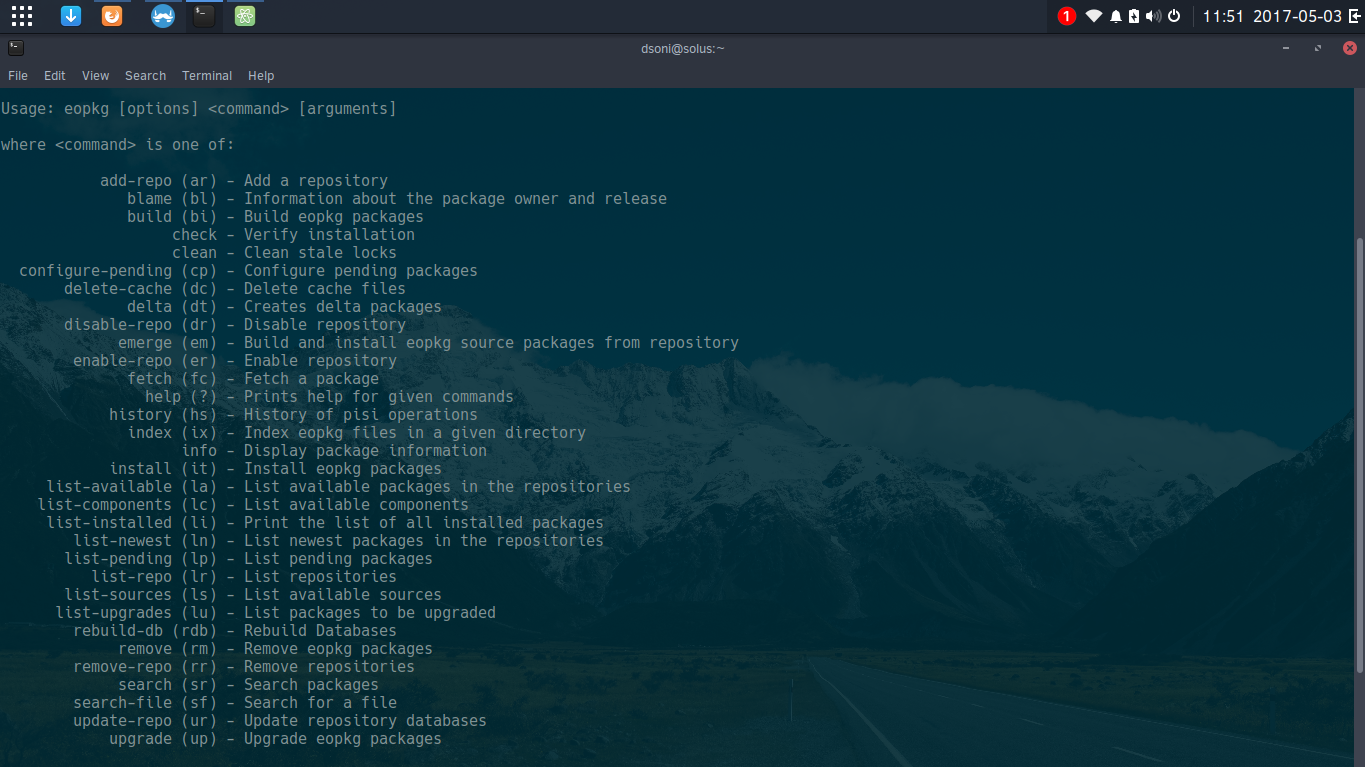 1 11:51 2017-05-03
dsoni@solus:~
File Edit View Search Terminal Help
Usage: eopkg [options] <command> [arguments]
where <command> is one of:
add-repo (ar) - Add a repository
blame (bl) - Information about the package owner and release
build (bi) - Build eopkg packages
check - Verify installation
clean - Clean stale locks
configure-pending (cp) - Configure pending packages
delete-cache (dc) - Delete cache files
delta (dt) - Creates delta packages
disable-repo (dr) - Disable repository
emerge (em) - Build and install eopkg source packages from repository
enable-repo (er) - Enable repository
fetch (fc) - Fetch a package
help (?) - Prints help for given commands
history (hs) - History of pisi operations
index (ix) - Index eopkg files in a given directory
info - Display package information
install (it) - Install eopkg packages
list-available (la) - List available packages in the repositories
list-components (lc) - List available components
list-installed (li) - Print the list of all installed packages
list-newest (ln) - List newest packages in the repositories
list-pending (lp) - List pending packages
list-repo (lr) - List repositories
list-sources (ls) - List available sources
list-upgrades (lu) - List packages to be upgraded
rebuild-db (rdb) - Rebuild Databases
remove (rm) - Remove eopkg packages
remove-repo (rr) - Remove repositories
search (sr) - Search packages
search-file (sf) - Search for a file
update-repo (ur) - Update repository databases
upgrade (up) - Upgrade eopkg packages